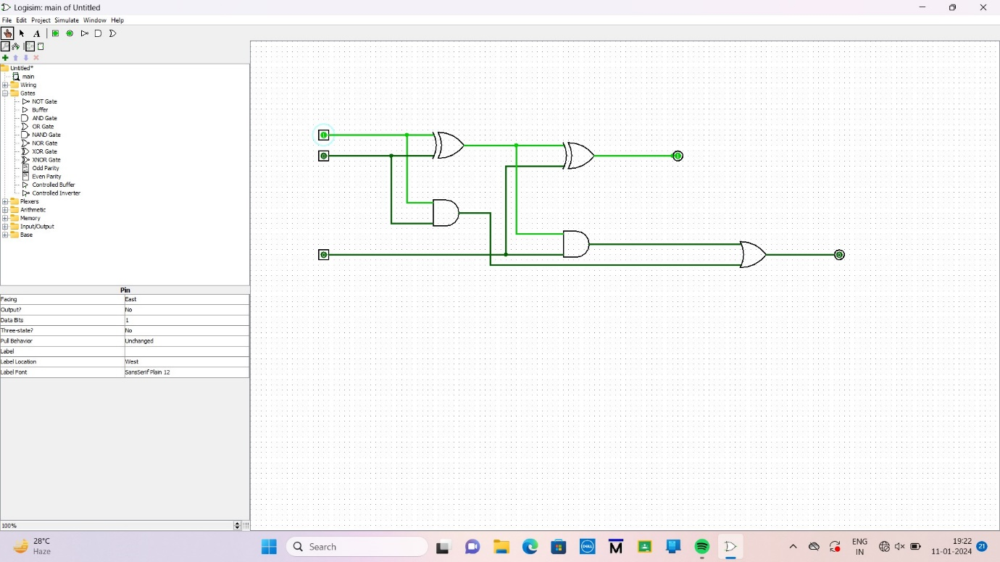 Logisim: main of Untitled
File Edit Project Simulate Window Help
A
Untitled*
main
Wiring
Gates
NOT Gate
Buffer
AND Gate
OR Gate
NAND Gate
NOR Gate
XOR Gate
XNOR Gate
Odd Parity
Even Parity
Controlled Buffer
Controlled Inverter
Plexers
Arithmetic
Memory
Input/Output
Base
1
0
1
0
0
Pin
Facing East
Output? No
Data Bits 1
Three-state? No
Pull Behavior Unchanged
Label
Label Location West
Label Font SansSerif Plain 12
100%
28°C
Haze
Search
DELL
M
ENG
IN
19:22
11-01-2024
21